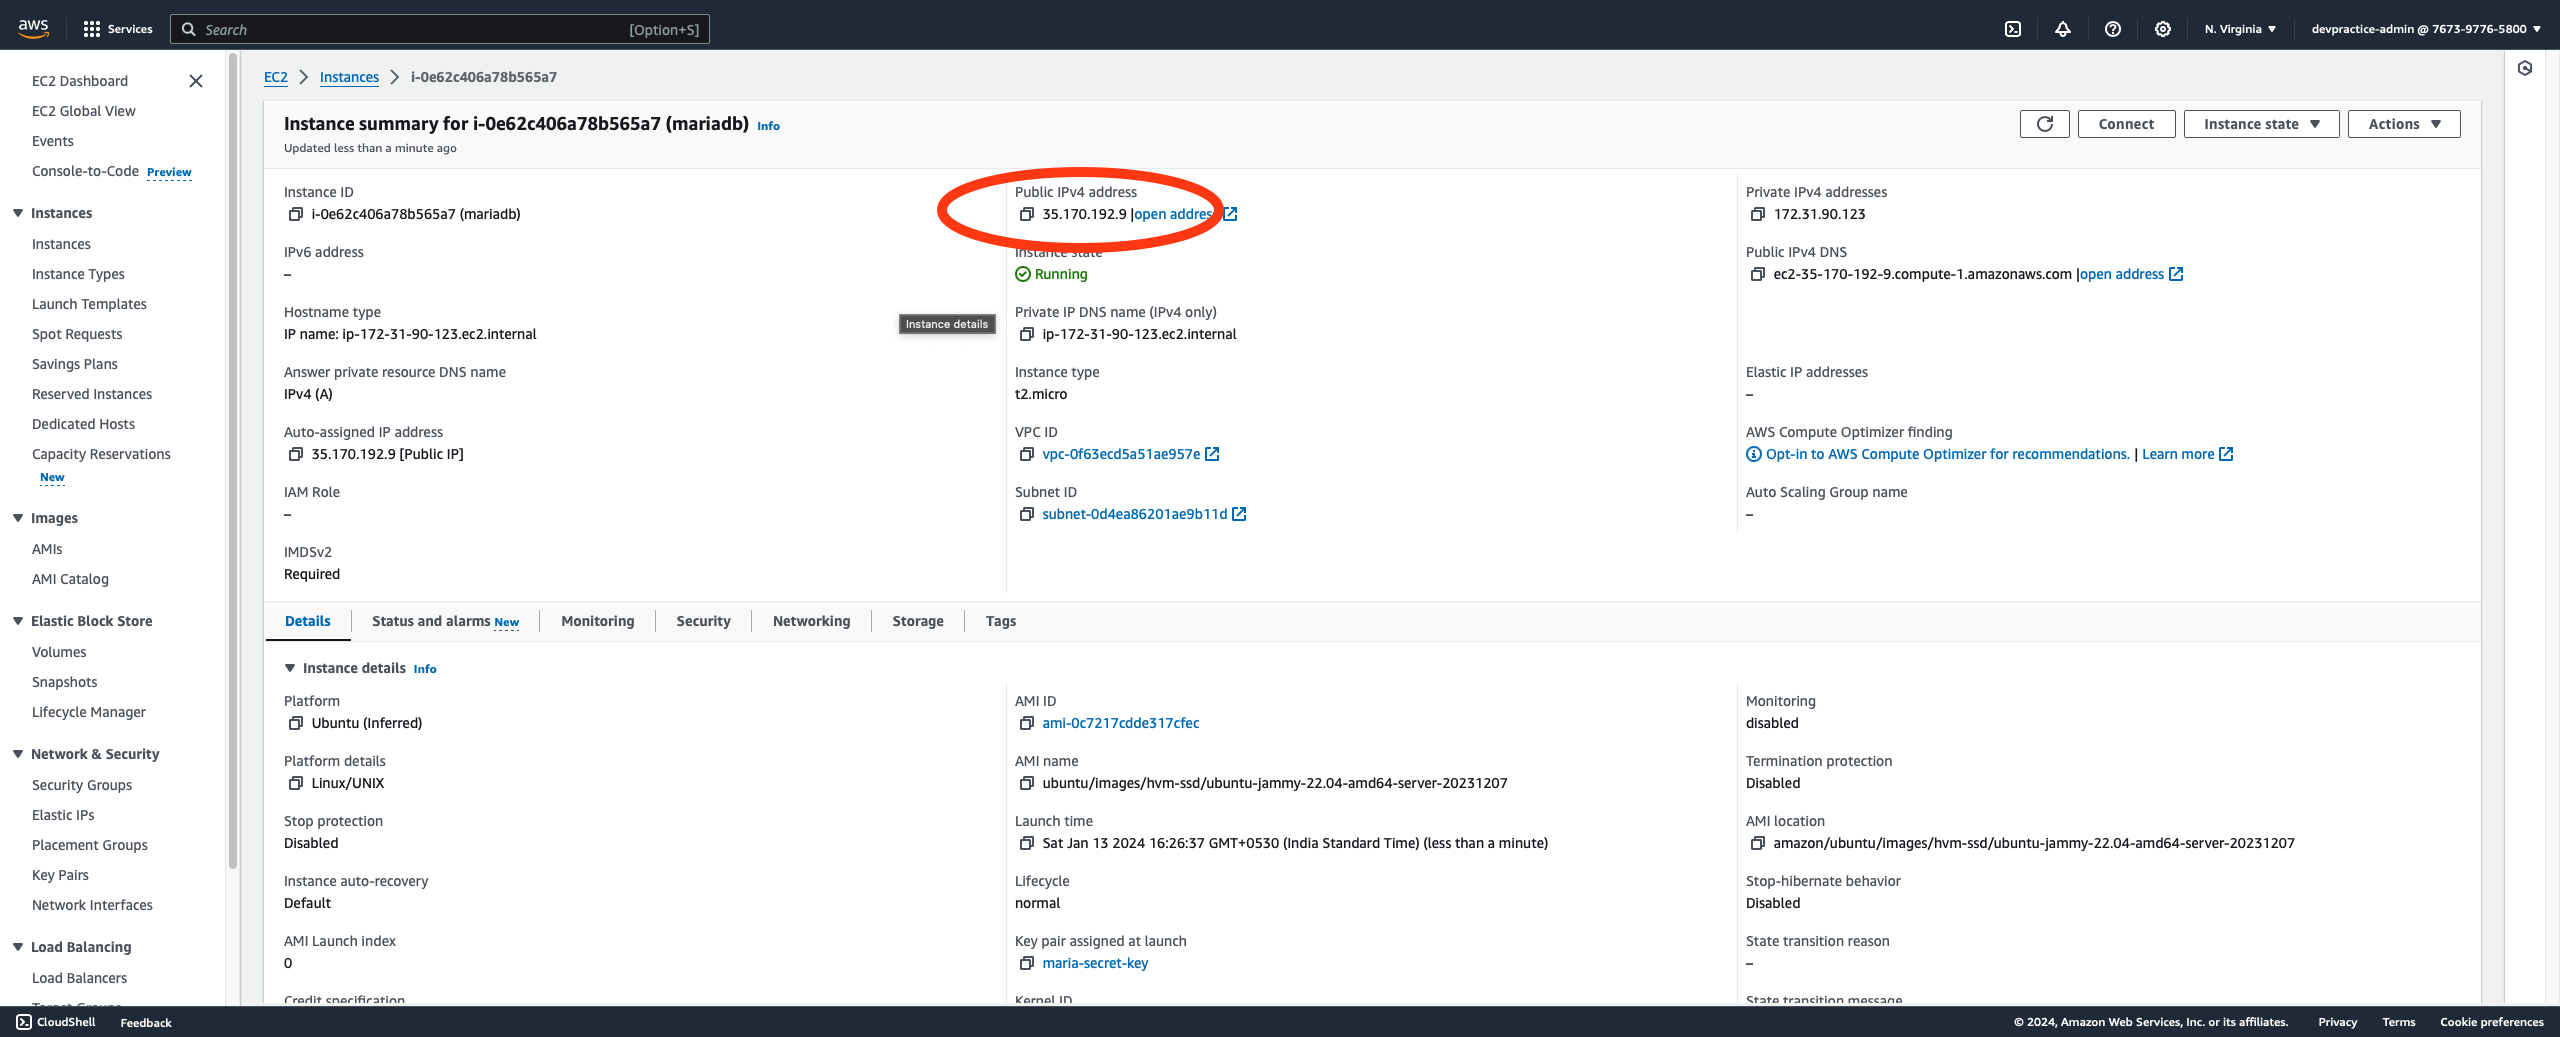 aws
Services
Search
[Option+S]
N. Virginia
devpractice-admin @ 7673-9776-5800
EC2 Dashboard
EC2 Global View
Events
Console-to-Code Preview
Instances
Instances
Instance Types
Launch Templates
Spot Requests
Savings Plans
Reserved Instances
Dedicated Hosts
Capacity Reservations
New
Images
AMIs
AMI Catalog
Elastic Block Store
Volumes
Snapshots
Lifecycle Manager
Network & Security
Security Groups
Elastic IPs
Placement Groups
Key Pairs
Network Interfaces
Load Balancing
Load Balancers
Target Groups
EC2 > Instances > i-0e62c406a78b565a7
Instance summary for i-0e62c406a78b565a7 (mariadb) Info
Updated less than a minute ago
Connect
Instance state
Actions
Instance ID
i-0e62c406a78b565a7 (mariadb)
Public IPv4 address
35.170.192.9 |open addres
Private IPv4 addresses
172.31.90.123
IPv6 address
–
Instance state
Running
Public IPv4 DNS
ec2-35-170-192-9.compute-1.amazonaws.com |open address
Hostname type
IP name: ip-172-31-90-123.ec2.internal
Instance details
Private IP DNS name (IPv4 only)
ip-172-31-90-123.ec2.internal
Answer private resource DNS name
IPv4 (A)
Instance type
t2.micro
Elastic IP addresses
–
Auto-assigned IP address
35.170.192.9 [Public IP]
VPC ID
vpc-0f63ecd5a51ae957e
AWS Compute Optimizer finding
Opt-in to AWS Compute Optimizer for recommendations. | Learn more
IAM Role
–
Subnet ID
subnet-0d4ea86201ae9b11d
Auto Scaling Group name
–
IMDSv2
Required
Details
Status and alarms New
Monitoring
Security
Networking
Storage
Tags
Instance details Info
Platform
Ubuntu (Inferred)
AMI ID
ami-0c7217cdde317cfec
Monitoring
disabled
Platform details
Linux/UNIX
AMI name
ubuntu/images/hvm-ssd/ubuntu-jammy-22.04-amd64-server-20231207
Termination protection
Disabled
Stop protection
Disabled
Launch time
Sat Jan 13 2024 16:26:37 GMT+0530 (India Standard Time) (less than a minute)
AMI location
amazon/ubuntu/images/hvm-ssd/ubuntu-jammy-22.04-amd64-server-20231207
Instance auto-recovery
Default
Lifecycle
normal
Stop-hibernate behavior
Disabled
AMI Launch index
0
Key pair assigned at launch
maria-secret-key
State transition reason
–
Credit specification
Kernel ID
State transition message
CloudShell
Feedback
© 2024, Amazon Web Services, Inc. or its affiliates.
Privacy
Terms
Cookie preferences